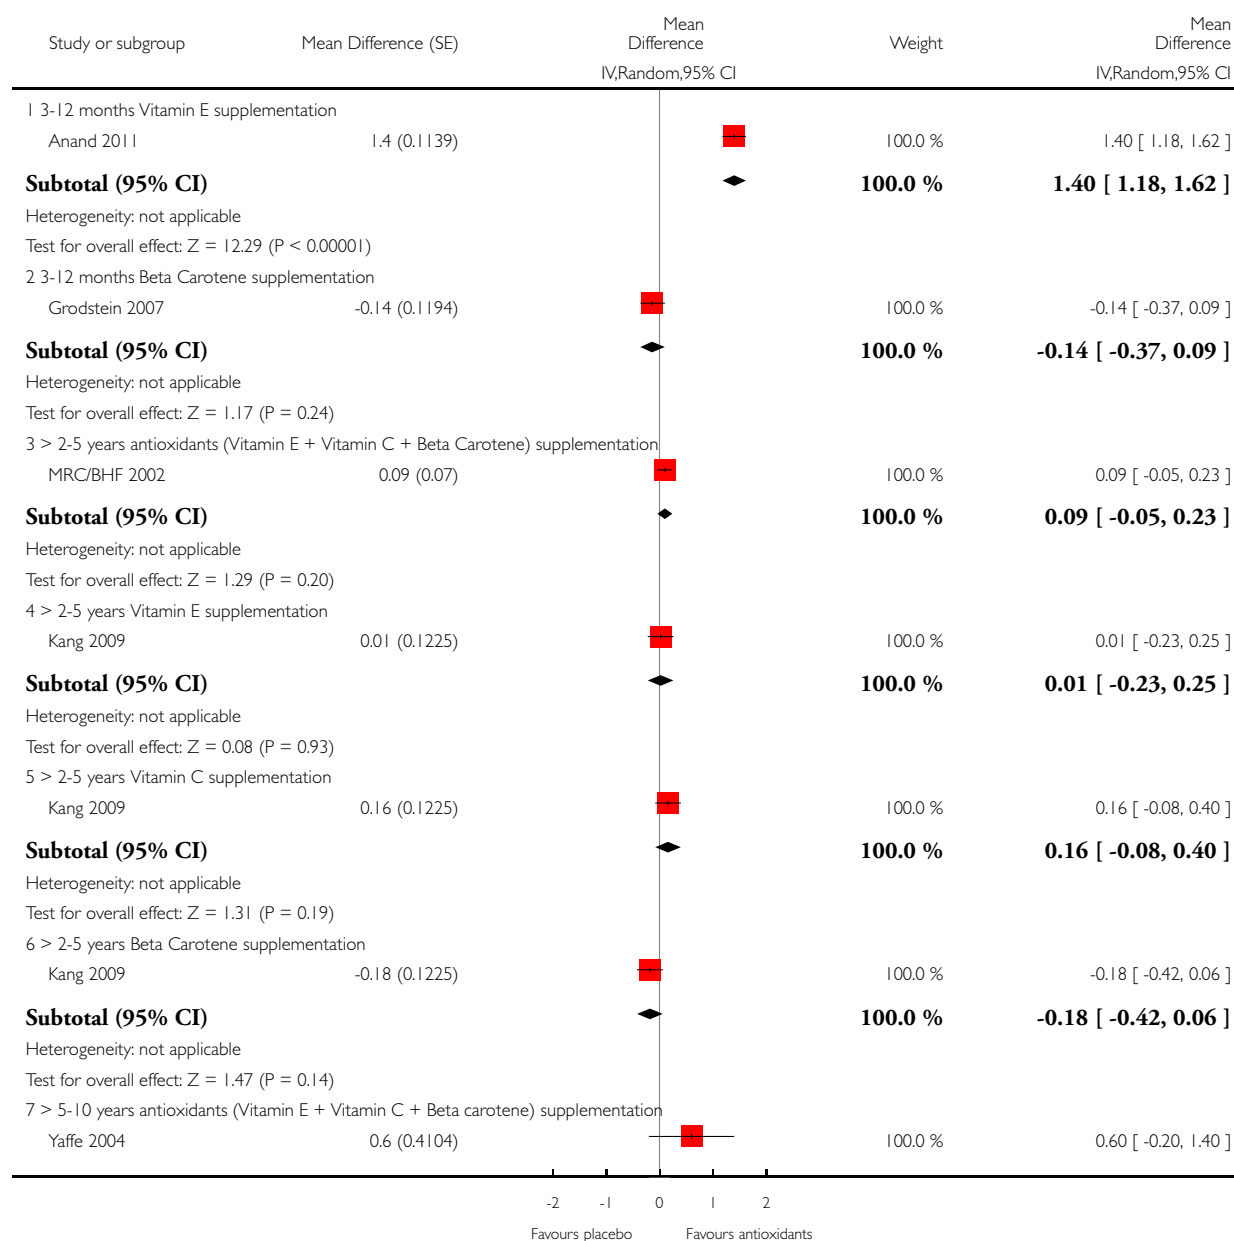 Study or subgroup Mean Difference (SE) Mean Difference Weight Mean Difference
IV,Random,95% CI IV,Random,95% CI
1 3-12 months Vitamin E supplementation
Anand 2011 1.4 (0.1139) 100.0 % 1.40 [ 1.18, 1.62 ]
Subtotal (95% CI) 100.0 % 1.40 [ 1.18, 1.62 ]
Heterogeneity: not applicable
Test for overall effect: Z = 12.29 (P < 0.00001)
2 3-12 months Beta Carotene supplementation
Grodstein 2007 -0.14 (0.1194) 100.0 % -0.14 [ -0.37, 0.09 ]
Subtotal (95% CI) 100.0 % -0.14 [ -0.37, 0.09 ]
Heterogeneity: not applicable
Test for overall effect: Z = 1.17 (P = 0.24)
3 > 2-5 years antioxidants (Vitamin E + Vitamin C + Beta Carotene) supplementation
MRC/BHF 2002 0.09 (0.07) 100.0 % 0.09 [ -0.05, 0.23 ]
Subtotal (95% CI) 100.0 % 0.09 [ -0.05, 0.23 ]
Heterogeneity: not applicable
Test for overall effect: Z = 1.29 (P = 0.20)
4 > 2-5 years Vitamin E supplementation
Kang 2009 0.01 (0.1225) 100.0 % 0.01 [ -0.23, 0.25 ]
Subtotal (95% CI) 100.0 % 0.01 [ -0.23, 0.25 ]
Heterogeneity: not applicable
Test for overall effect: Z = 0.08 (P = 0.93)
5 > 2-5 years Vitamin C supplementation
Kang 2009 0.16 (0.1225) 100.0 % 0.16 [ -0.08, 0.40 ]
Subtotal (95% CI) 100.0 % 0.16 [ -0.08, 0.40 ]
Heterogeneity: not applicable
Test for overall effect: Z = 1.31 (P = 0.19)
6 > 2-5 years Beta Carotene supplementation
Kang 2009 -0.18 (0.1225) 100.0 % -0.18 [ -0.42, 0.06 ]
Subtotal (95% CI) 100.0 % -0.18 [ -0.42, 0.06 ]
Heterogeneity: not applicable
Test for overall effect: Z = 1.47 (P = 0.14)
7 > 5-10 years antioxidants (Vitamin E + Vitamin C + Beta carotene) supplementation
Yaffe 2004 0.6 (0.4104) 100.0 % 0.60 [ -0.20, 1.40 ]
-2 -1 0 1 2
Favours placebo Favours antioxidants